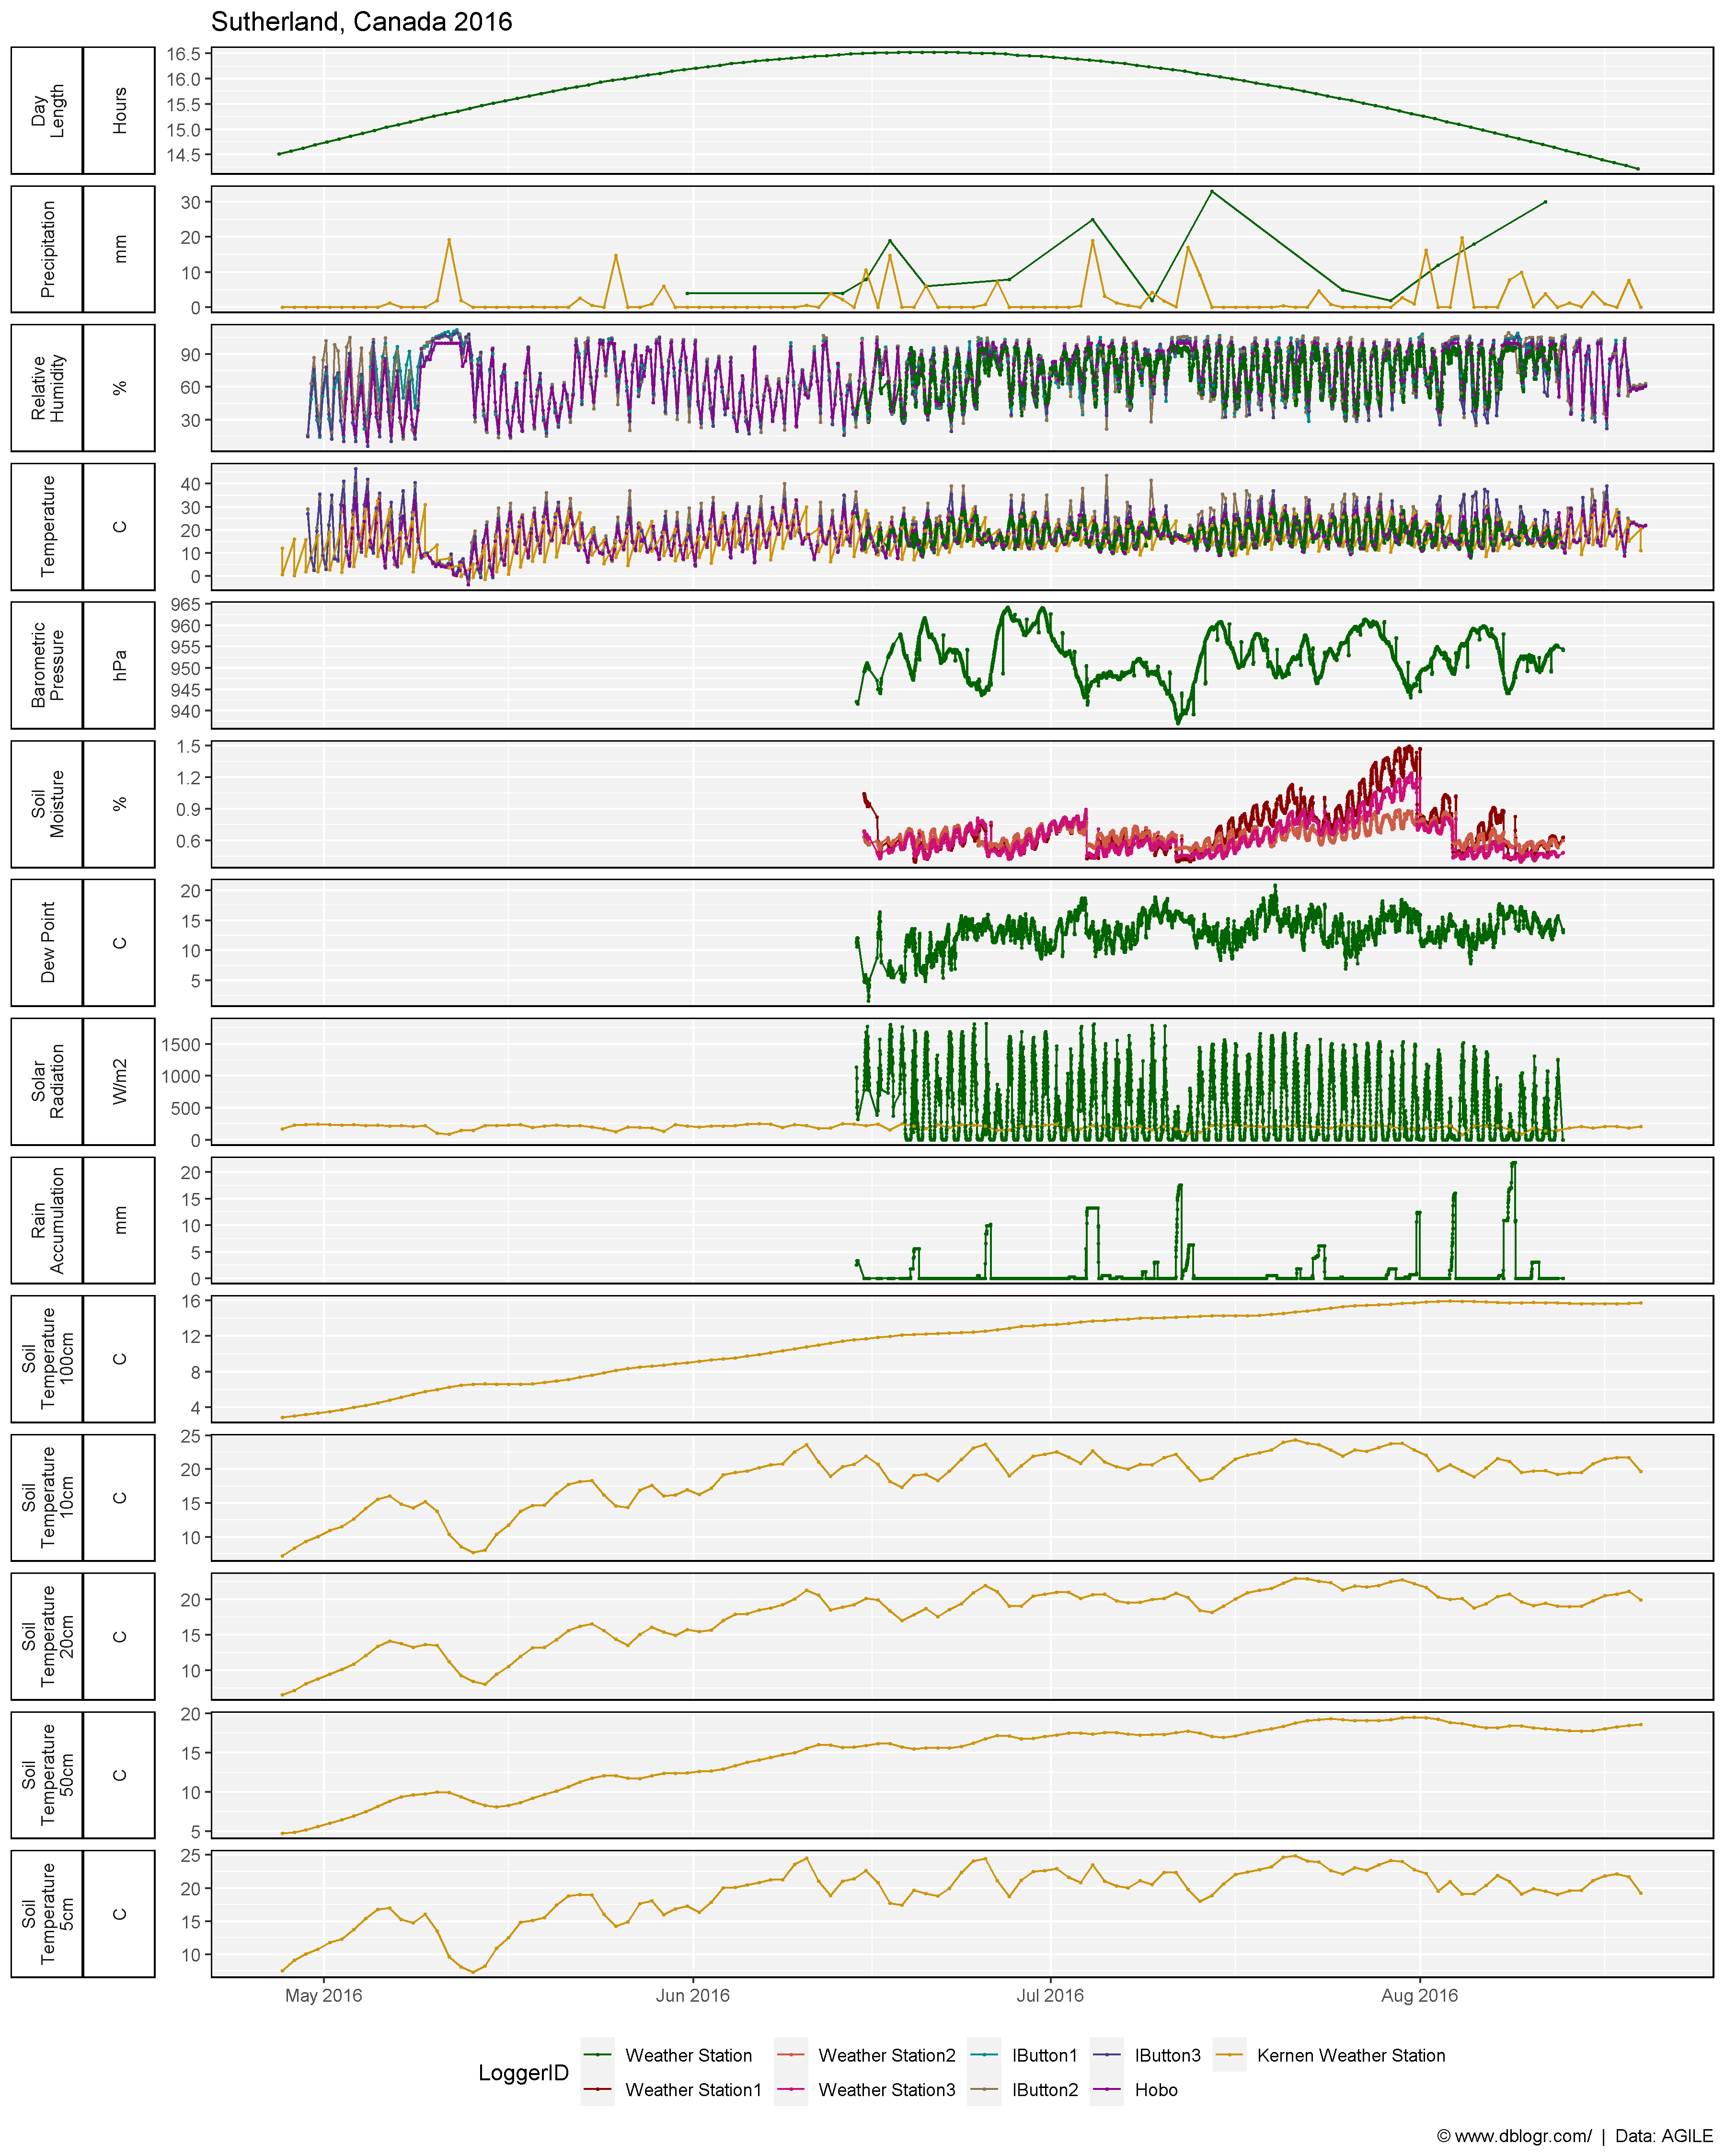 Sutherland, Canada 2016
Day
Length
Hours
16.5
16.0
15.5
15.0
14.5
Precipitation
mm
30
20
10
0
Relative
Humidity
%
90
60
30
Temperature
C
40
30
20
10
0
Barometric
Pressure
hPa
965
960
955
950
945
940
Soil
Moisture
%
1.5
1.2
0.9
0.6
Dew Point
C
20
15
10
5
Solar
Radiation
W/m2
1500
1000
500
0
Rain
Accumulation
mm
20
15
10
5
0
Soil
Temperature
100cm
C
16
12
8
4
Soil
Temperature
10cm
C
25
20
15
10
Soil
Temperature
20cm
C
20
15
10
Soil
Temperature
50cm
C
20
15
10
5
Soil
Temperature
5cm
C
25
20
15
10
May 2016 Jun 2016 Jul 2016 Aug 2016
LoggerID
Weather Station Weather Station2 IButton1 IButton3 Kernen Weather Station
Weather Station1 Weather Station3 IButton2 Hobo
© www.dblogr.com/ | Data: AGILE